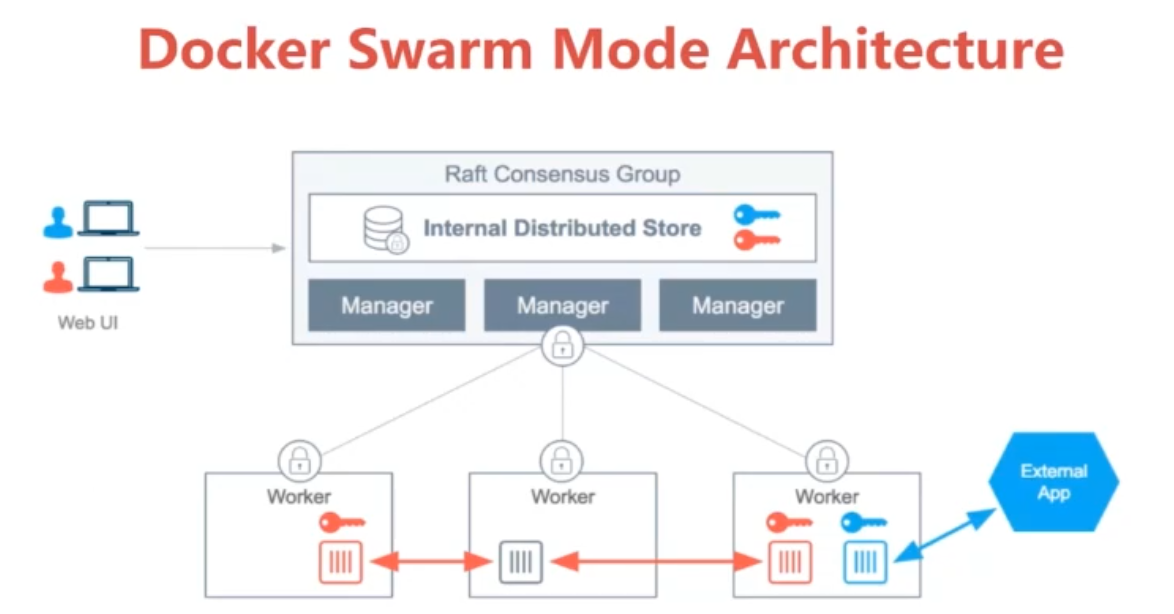 Docker Swarm Mode Architecture
Raft Consensus Group
Internal Distributed Store
Manager
Manager
Manager
Web UI
Worker
Worker
Worker
External
App